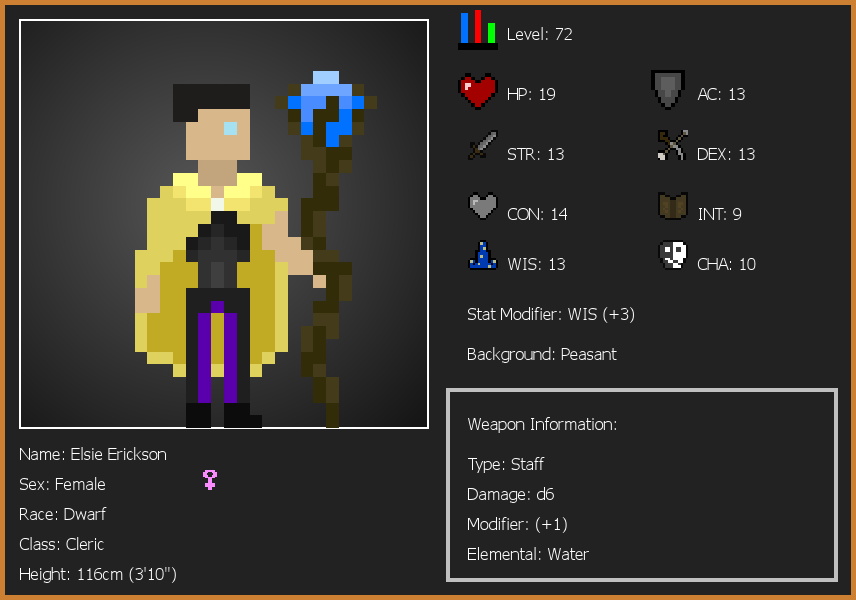 Level: 72
HP: 19
AC: 13
STR: 13
DEX: 13
CON: 14
INT: 9
WIS: 13
CHA: 10
Stat Modifier: WIS (+3)
Background: Peasant
Weapon Information:
Type: Staff
Damage: d6
Modifier: (+1)
Elemental: Water
Name: Elsie Erickson
Sex: Female
Race: Dwarf
Class: Cleric
Height: 116cm (3'10")